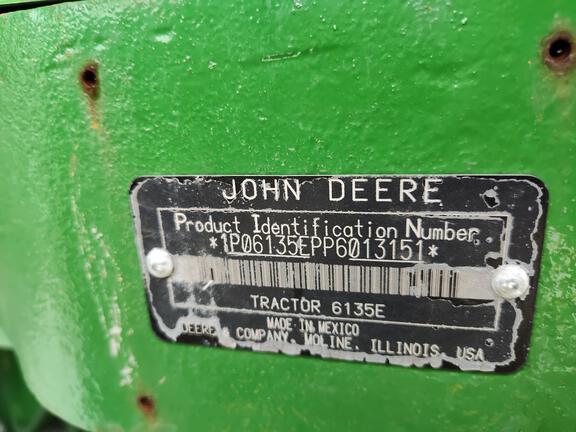 JOHN DEERE
Product Identification Number
*1P06135EPP6013151*
TRACTOR 6135E
MADE IN MEXICO
DEERE & COMPANY, MOLINE, ILLINOIS, USA